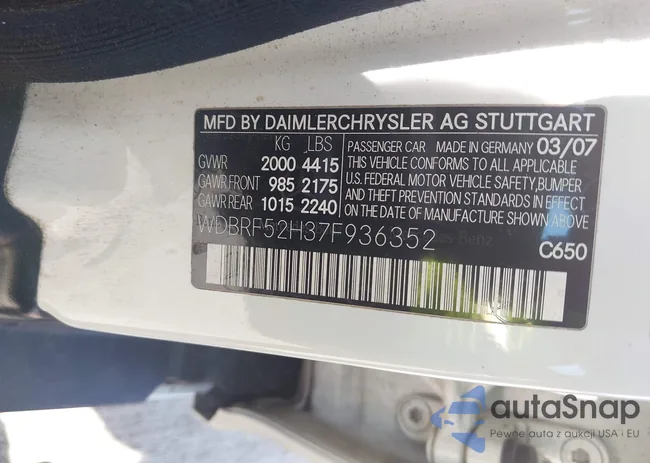 MFD BY DAIMLERCHRYSLER AG STUTTGART
KG LBS PASSENGER CAR MADE IN GERMANY 03/07
GVWR 2000 4415 THIS VEHICLE CONFORMS TO ALL APPLICABLE
GAWR FRONT 985 2175 U.S. FEDERAL MOTOR VEHICLE SAFETY, BUMPER
GAWR REAR 1015 2240 AND THEFT PREVENTION STANDARDS IN EFFECT
ON THE DATE OF MANUFACTURE SHOWN ABOVE
WDBRF52H37F936352
Benz
C650
autaSnap
Pewne auta z aukcji USA i EU